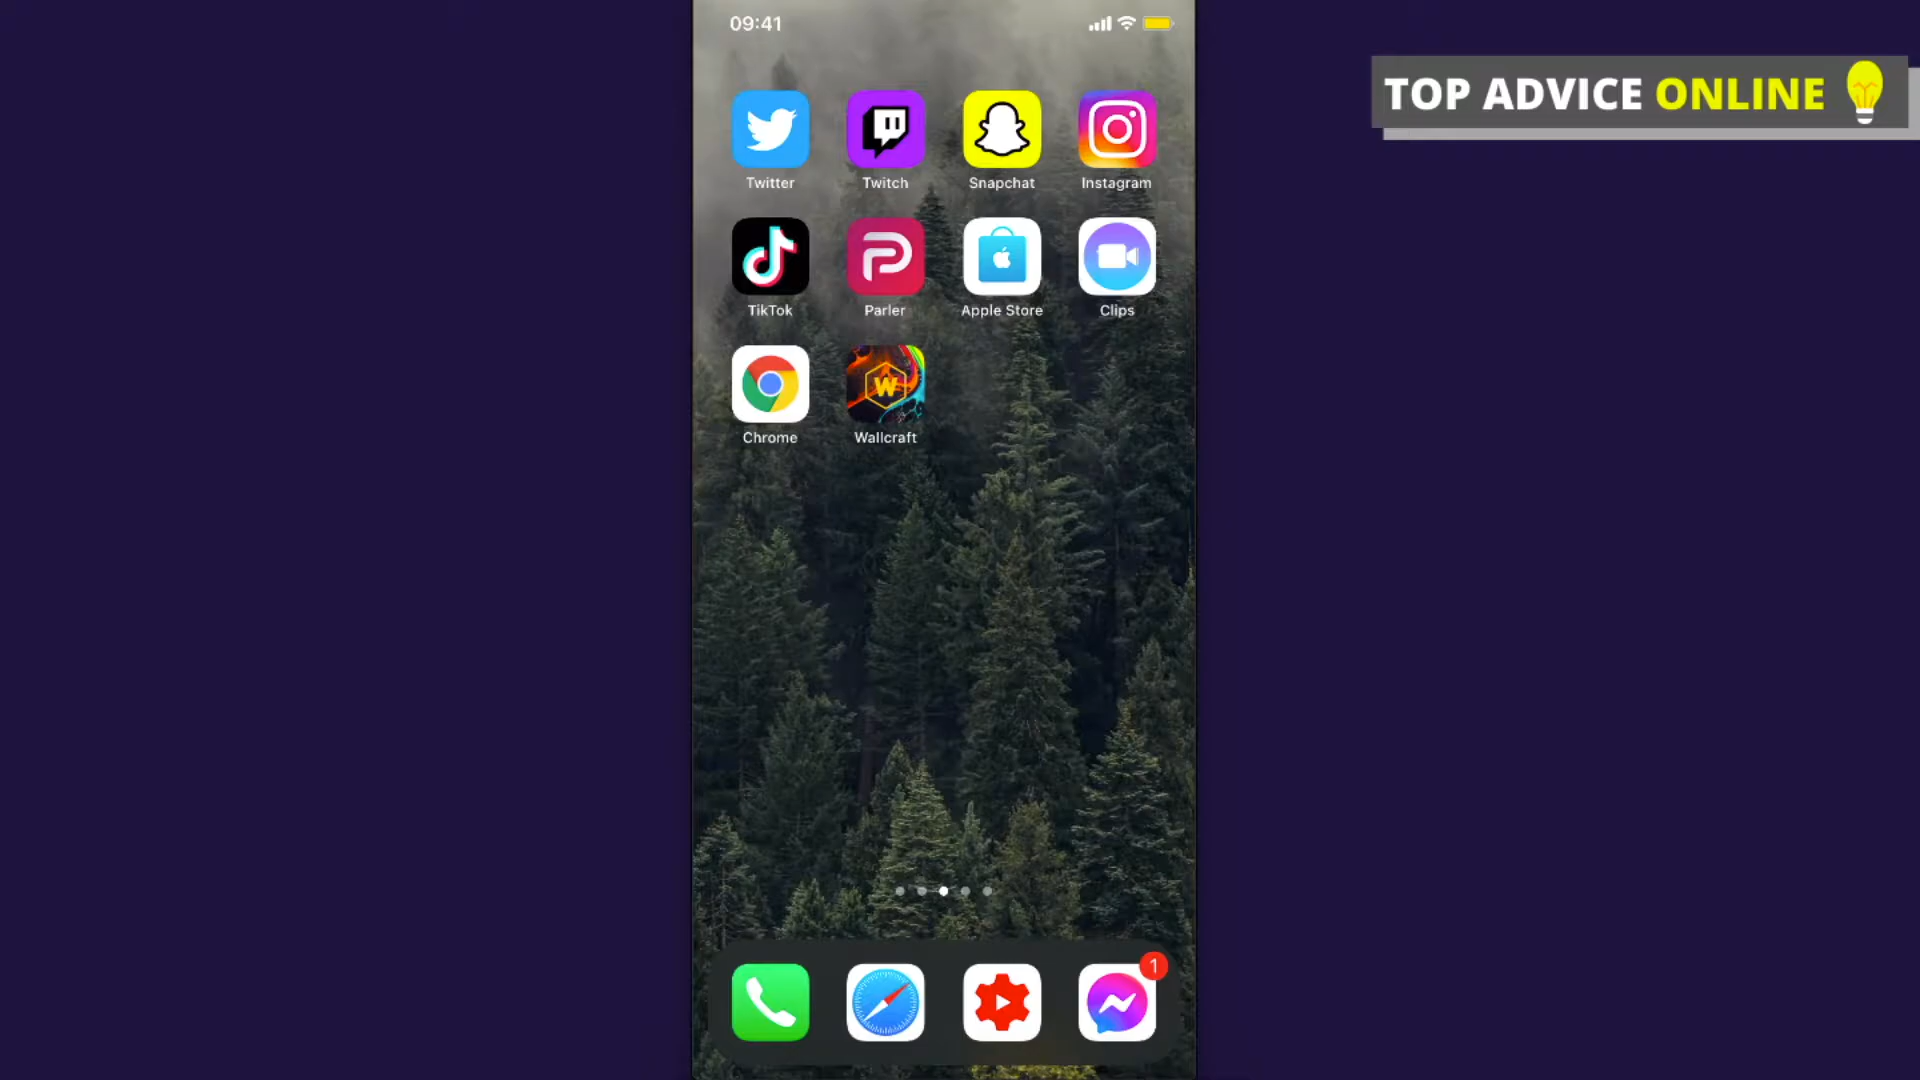 09:41
TOP ADVICE ONLINE
Twitter Twitch Snapchat Instagram
TikTok Parler Apple Store Clips
W
Chrome Wallcraft
1